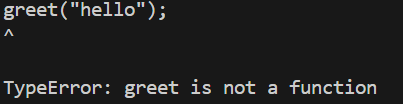 greet("hello");
^
TypeError: greet is not a function